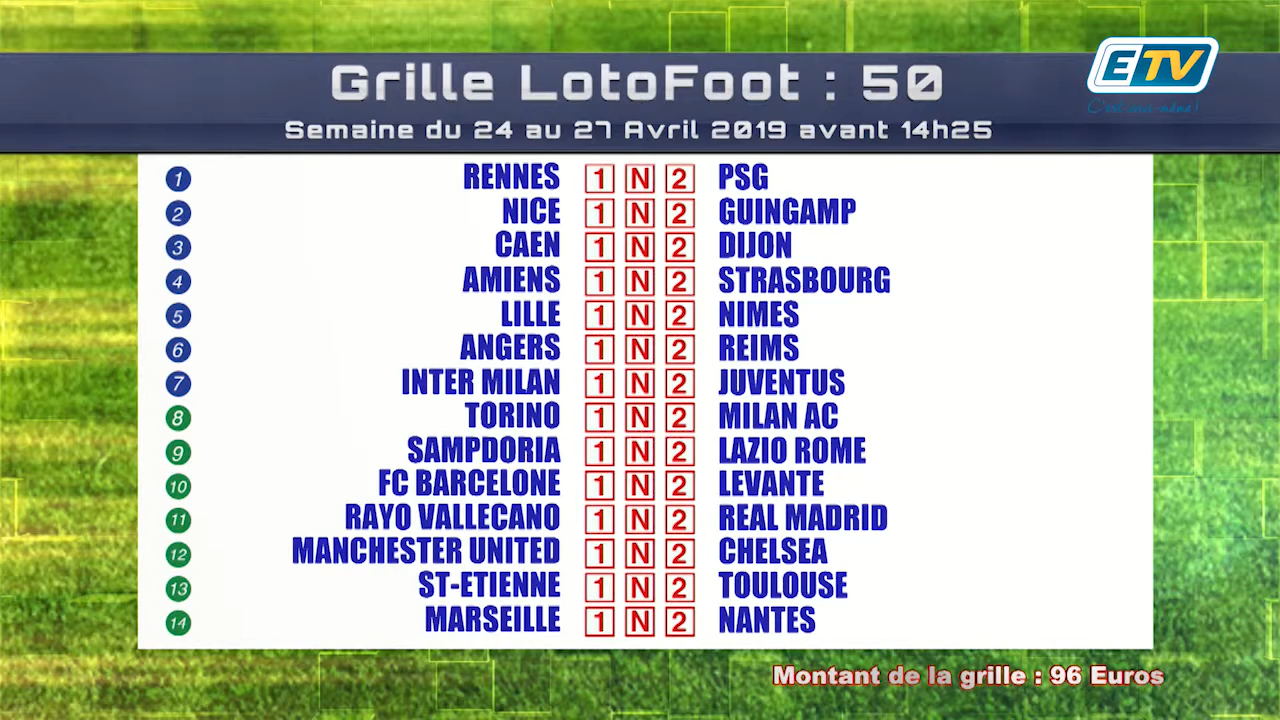 Grille LotoFoot : 50
ETV
C'est vous-même !
Semaine du 24 au 27 Avril 2019 avant 14h25
1 RENNES 1 N 2 PSG
2 NICE 1 N 2 GUINGAMP
3 CAEN 1 N 2 DIJON
4 AMIENS 1 N 2 STRASBOURG
5 LILLE 1 N 2 NIMES
6 ANGERS 1 N 2 REIMS
7 INTER MILAN 1 N 2 JUVENTUS
8 TORINO 1 N 2 MILAN AC
9 SAMPDORIA 1 N 2 LAZIO ROME
10 FC BARCELONE 1 N 2 LEVANTE
11 RAYO VALLECANO 1 N 2 REAL MADRID
12 MANCHESTER UNITED 1 N 2 CHELSEA
13 ST-ETIENNE 1 N 2 TOULOUSE
14 MARSEILLE 1 N 2 NANTES
Montant de la grille : 96 Euros